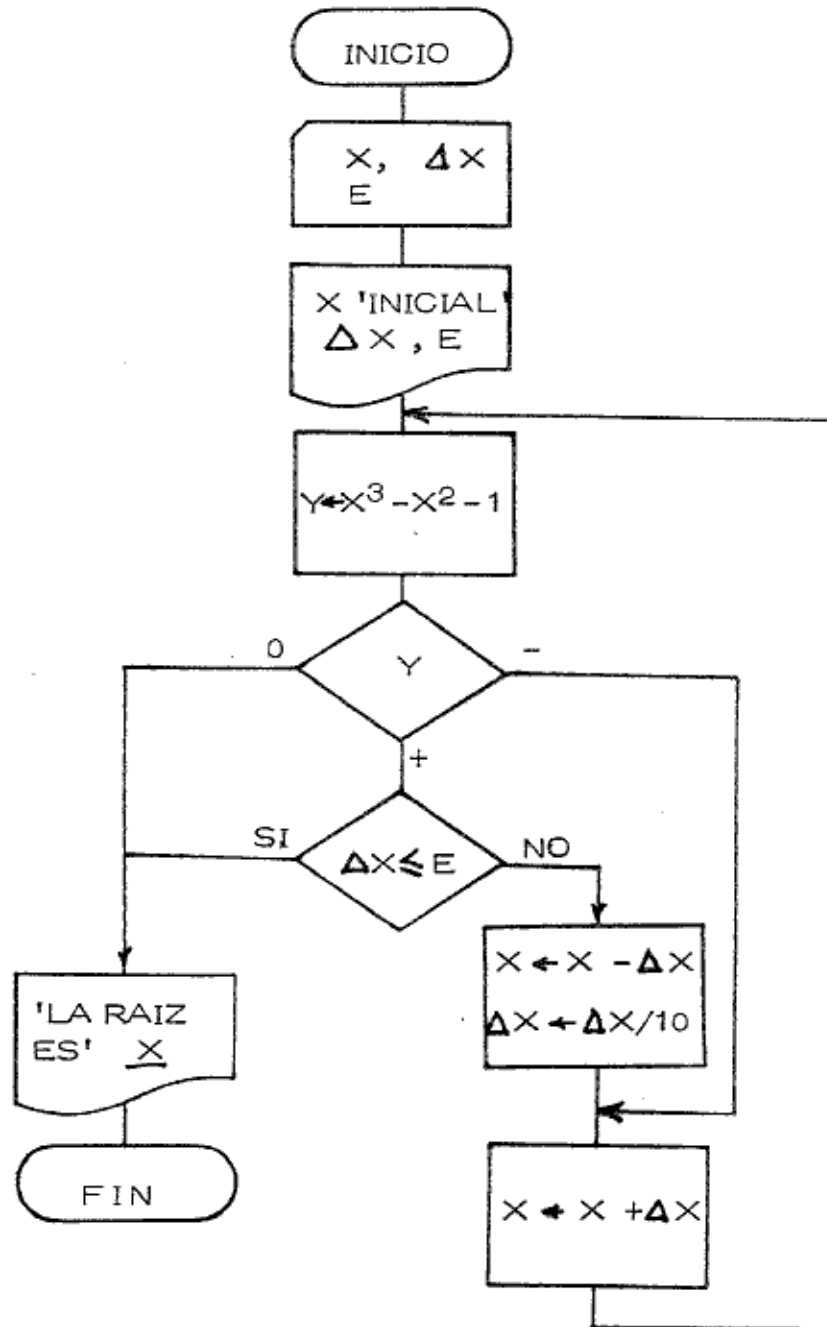 INICIO
X, ΔX
E
X 'INICIAL'
ΔX , E
Y←X³-X²-1
0
Y
-
+
SI
ΔX≤E
NO
X ← X -ΔX
ΔX ← ΔX/10
'LA RAIZ
ES' X
X ← X +ΔX
FIN